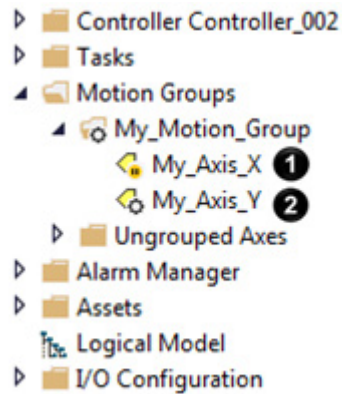 Controller Controller_002
Tasks
Motion Groups
My_Motion_Group
My_Axis_X 1
My_Axis_Y 2
Ungrouped Axes
Alarm Manager
Assets
Logical Model
I/O Configuration